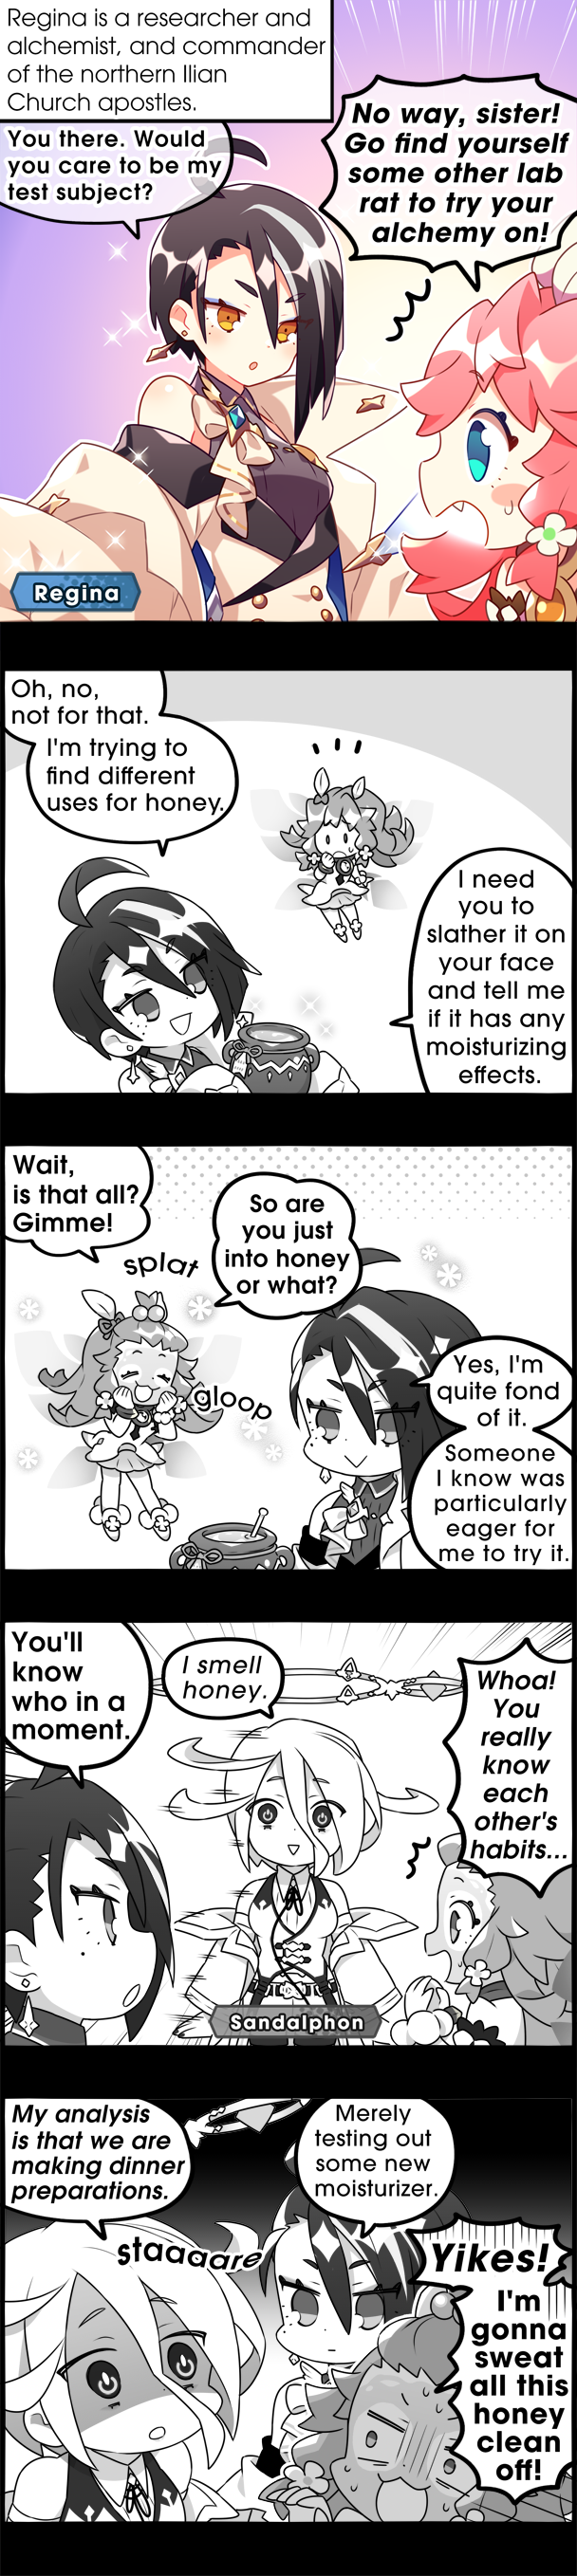 Regina is a researcher and
alchemist, and commander
of the northern Ilian
Church apostles.
You there. Would
you care to be my
test subject?
No way, sister!
Go find yourself
some other lab
rat to try your
alchemy on!
Regina
Oh, no,
not for that.
I'm trying to
find different
uses for honey.
I need
you to
slather it on
your face
and tell me
if it has any
moisturizing
effects.
Wait,
is that all?
Gimme!
splat
gloop
So are
you just
into honey
or what?
Yes, I'm
quite fond
of it.
Someone
I know was
particularly
eager for
me to try it.
You'll
know
who in a
moment.
I smell
honey.
Whoa!
You
really
know
each
other's
habits...
Sandalphon
My analysis
is that we are
making dinner
preparations.
staaaare
Merely
testing out
some new
moisturizer.
Yikes!
I'm
gonna
sweat
all this
honey
clean
off!